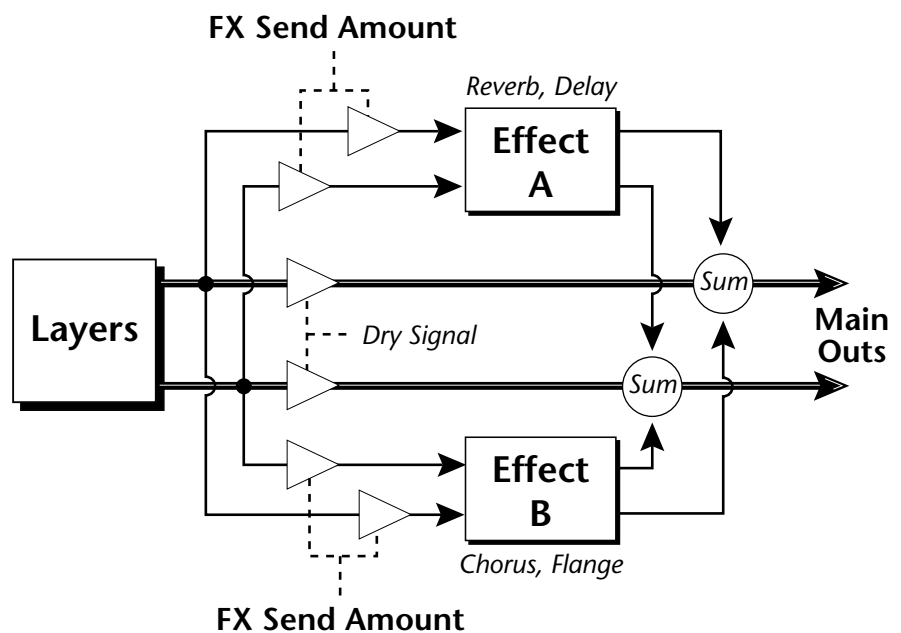 FX Send Amount
Reverb, Delay
Effect
A
Layers
Sum
Dry Signal
Main
Outs
Sum
Effect
B
Chorus, Flange
FX Send Amount